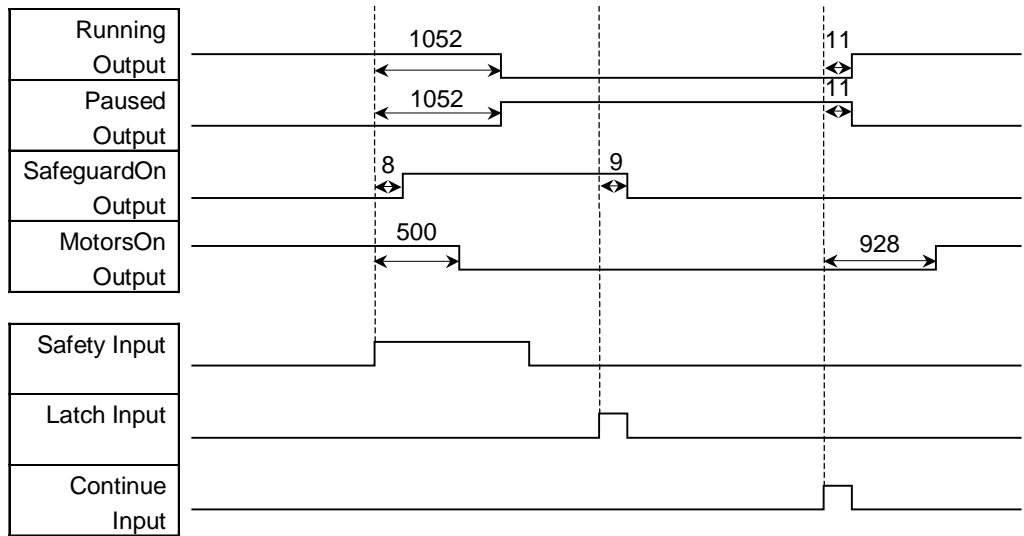 Running
Output
1052
11
Paused
Output
1052
11
SafeguardOn
Output
8
9
MotorsOn
Output
500
928
Safety Input
Latch Input
Continue
Input